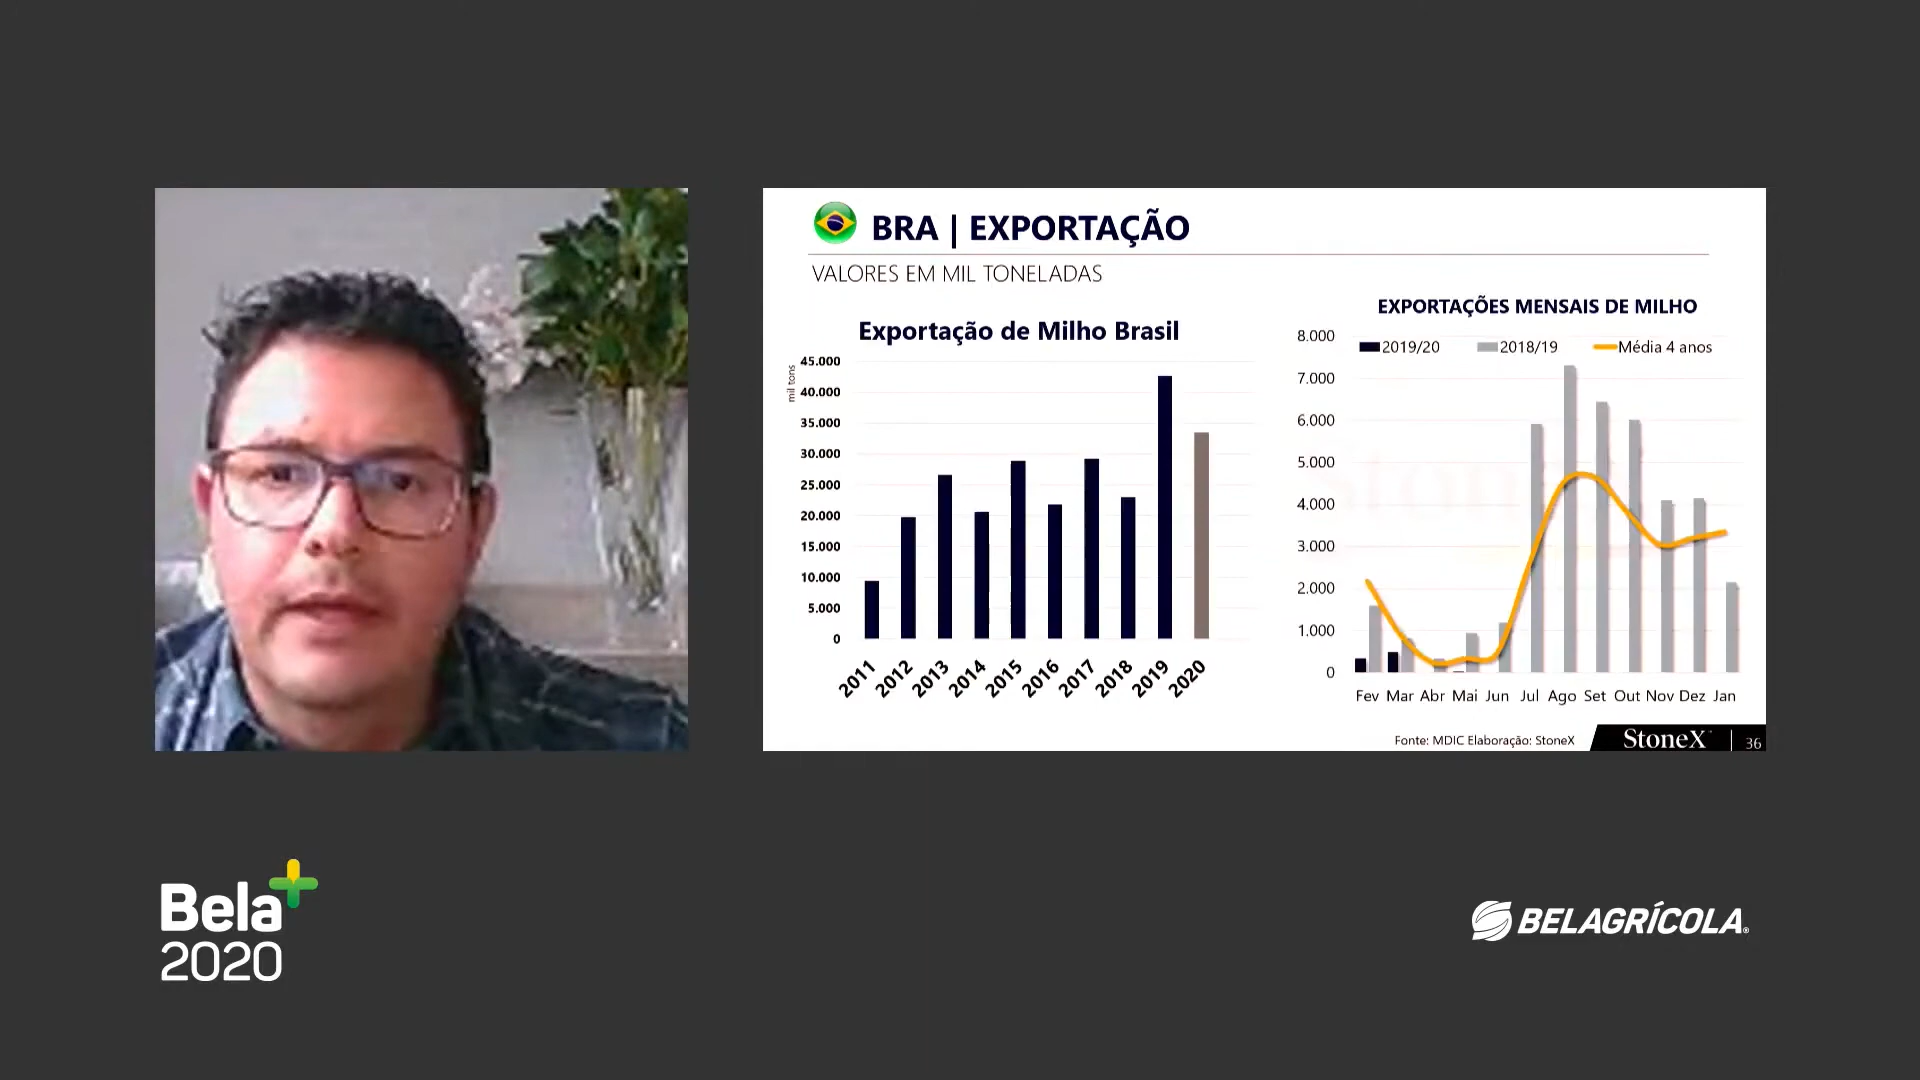 BRA | EXPORTAÇÃO
VALORES EM MIL TONELADAS
Exportação de Milho Brasil
mil tons
45.000
40.000
35.000
30.000
25.000
20.000
15.000
10.000
5.000
0
2011 2012 2013 2014 2015 2016 2017 2018 2019 2020
EXPORTAÇÕES MENSAIS DE MILHO
2019/20 2018/19 Média 4 anos
8.000
7.000
6.000
5.000
4.000
3.000
2.000
1.000
0
Fev Mar Abr Mai Jun Jul Ago Set Out Nov Dez Jan
Fonte: MDIC Elaboração: StoneX
StoneX 36
Bela+
2020
BELAGRÍCOLA